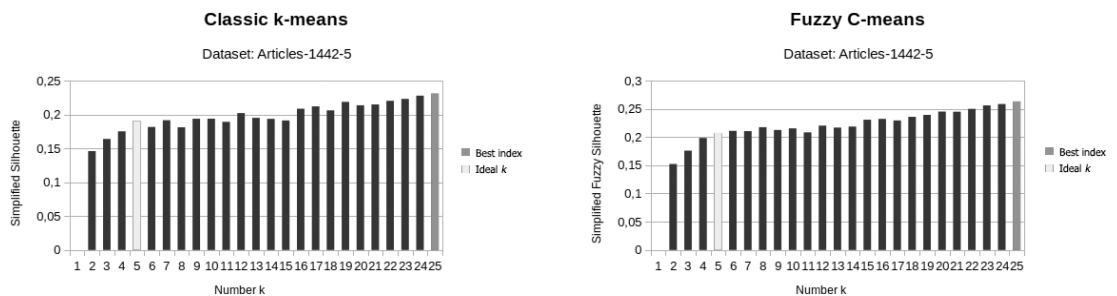 Classic k-means
Dataset: Articles-1442-5
Simplified Silhouette
0,25
0,2
0,15
0,1
0,05
0
1 2 3 4 5 6 7 8 9 10 11 12 13 14 15 16 17 18 19 20 21 22 23 24 25
Number k
Best index
Ideal k
Fuzzy C-means
Dataset: Articles-1442-5
Simplified Fuzzy Silhouette
0,3
0,25
0,2
0,15
0,1
0,05
0
1 2 3 4 5 6 7 8 9 10 11 12 13 14 15 16 17 18 19 20 21 22 23 24 25
Number k
Best index
Ideal k